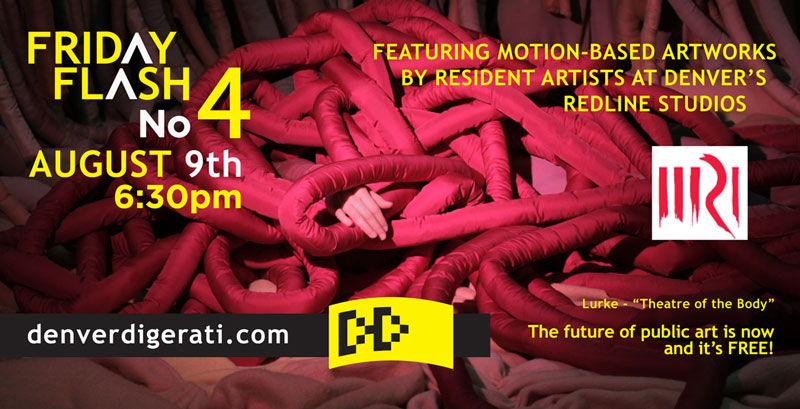 FRIDAY
FLASH
No 4
AUGUST 9th
6:30pm
FEATURING MOTION-BASED ARTWORKS
BY RESIDENT ARTISTS AT DENVER'S
REDLINE STUDIOS
Lurke - "Theatre of the Body"
The future of public art is now
and it's FREE!
denverdigerati.com